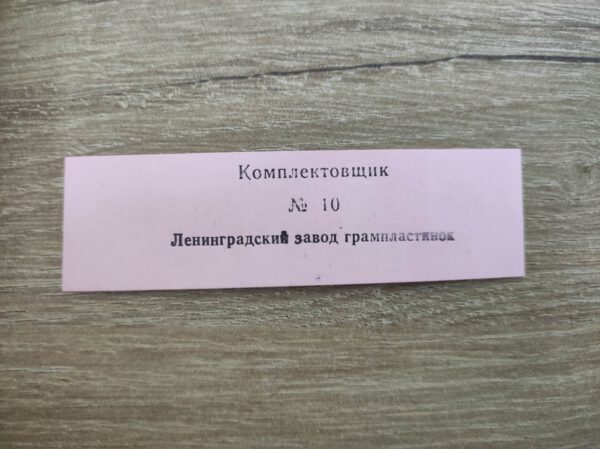 Комплектовщик
№ 10
Ленинградский завод грампластинок